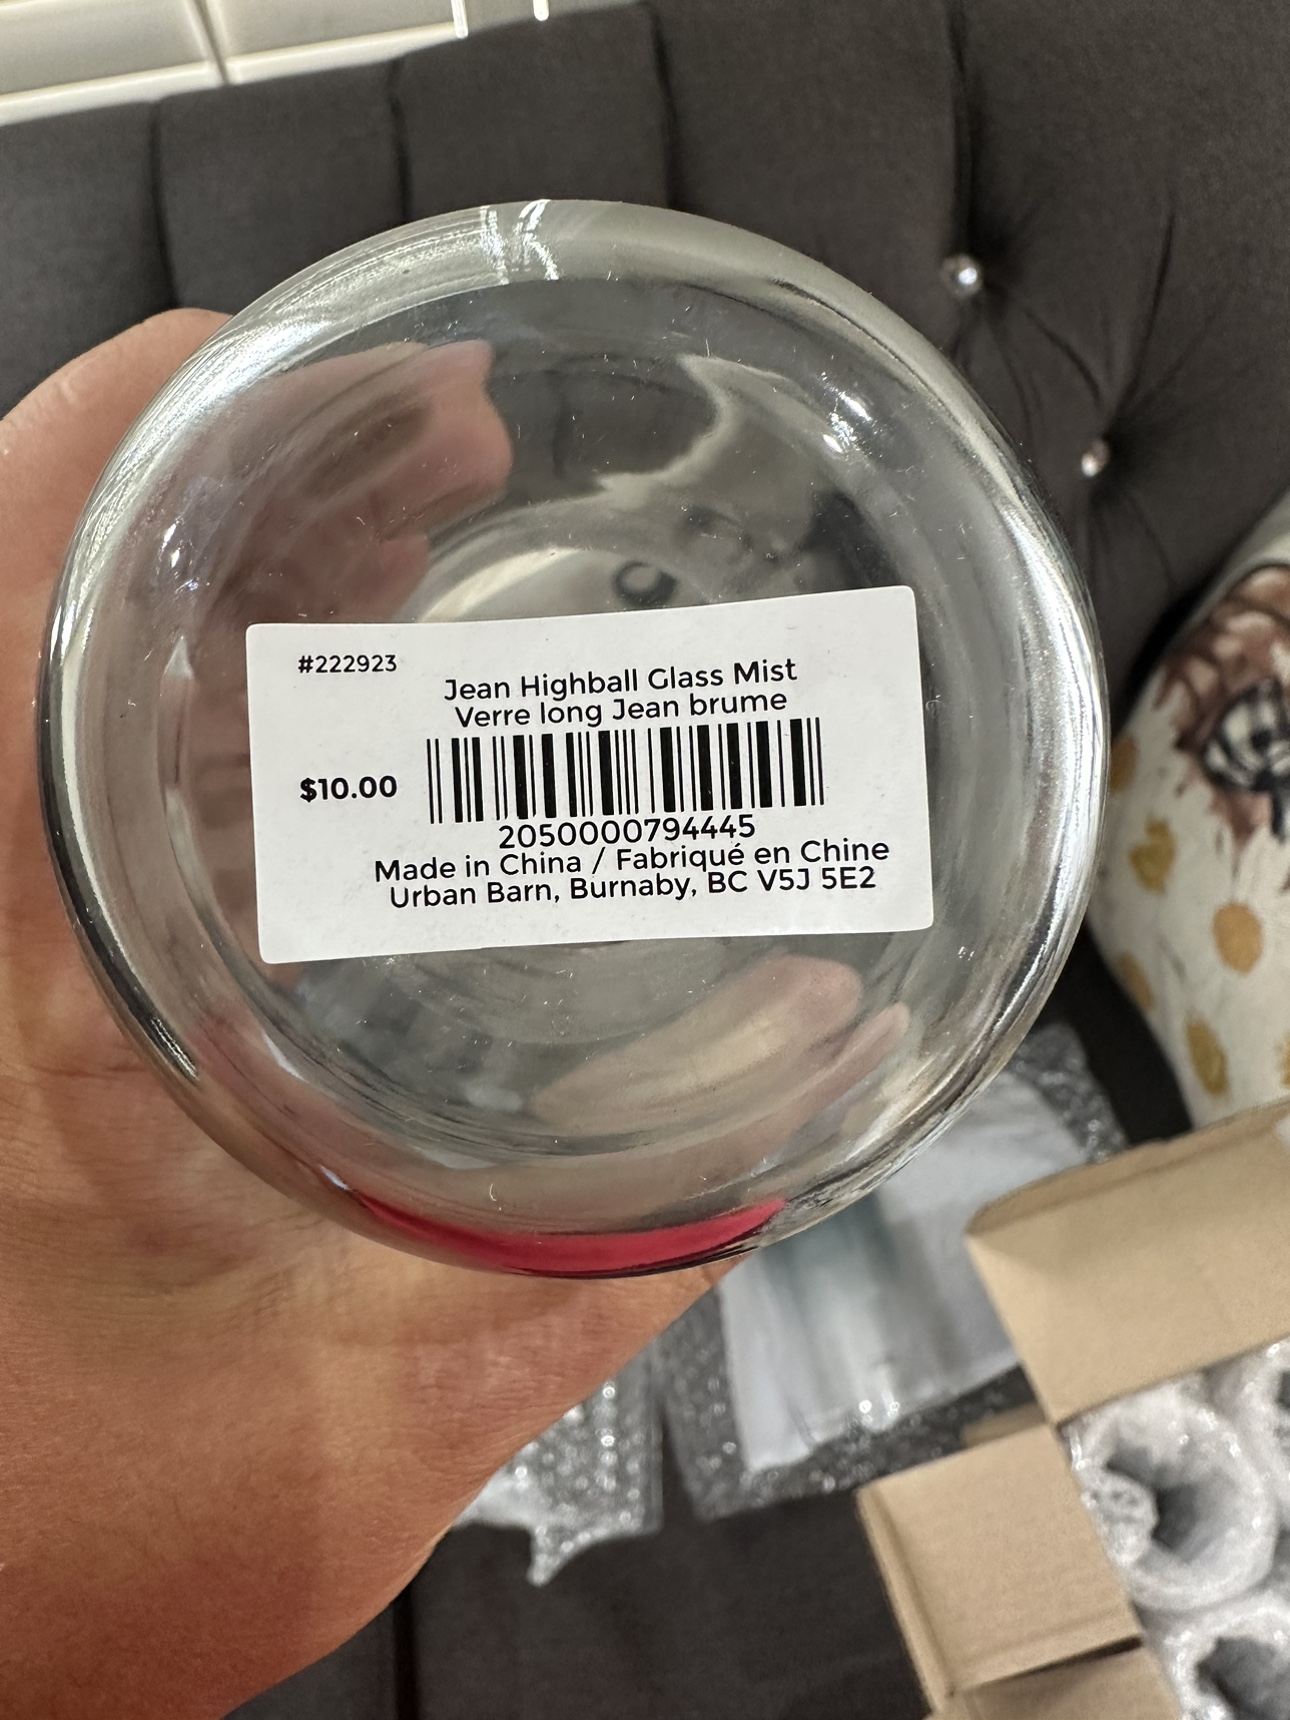 #222923
Jean Highball Glass Mist
Verre long Jean brume
$10.00
2050000794445
Made in China / Fabriqué en Chine
Urban Barn, Burnaby, BC V5J 5E2